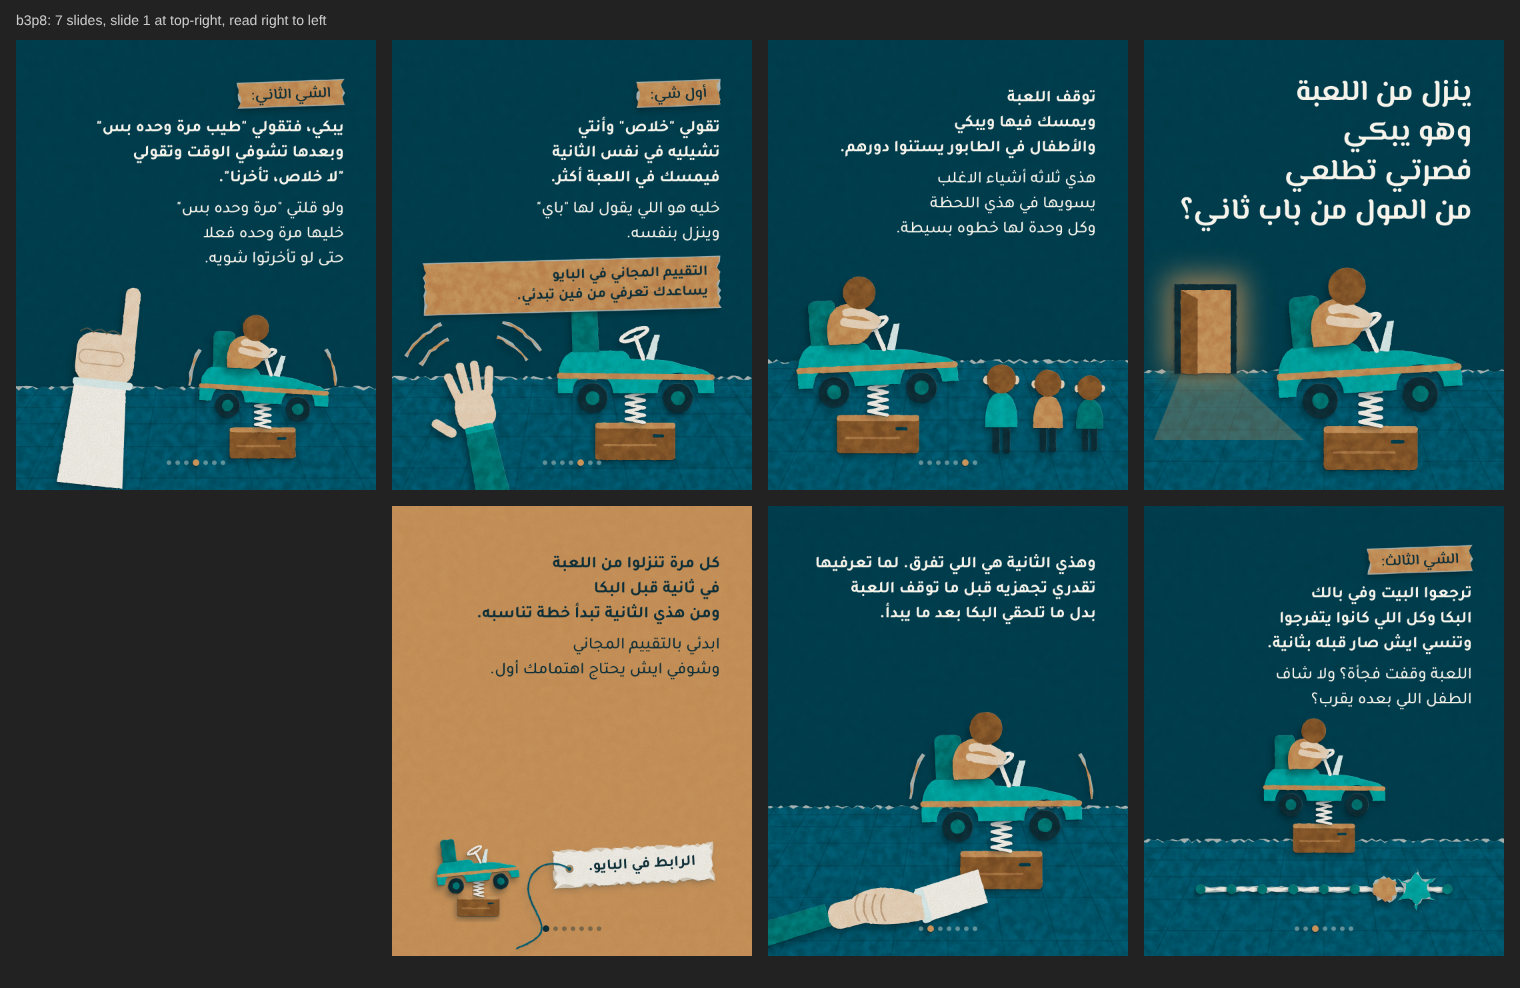 b3p8: 7 slides, slide 1 at top-right, read right to left
ينزل من اللعبة
وهو يبكي
فصرتي تطلعي
من المول من باب ثاني؟
توقف اللعبة
ويمسك فيها ويبكي
والأطفال في الطابور يستنوا دورهم.
هذي ثلاثه أشياء الاغلب
يسويها في هذي اللحظة
وكل وحدة لها خطوه بسيطة.
أول شي:
تقولي "خلاص" وأنتي
تشيليه في نفس الثانية
فيمسك في اللعبة أكثر.
خليه هو اللي يقول لها "باي"
وينزل بنفسه.
التقييم المجاني في البايو
يساعدك تعرفي من فين تبدئي.
الشي الثاني:
يبكي، فتقولي "طيب مرة وحده بس"
وبعدها تشوفي الوقت وتقولي
"لا خلاص، تأخرنا".
ولو قلتي "مرة وحده بس"
خليها مرة وحده فعلا
حتى لو تأخرتوا شويه.
الشي الثالث:
ترجعوا البيت وفي بالك
البكا وكل اللي كانوا يتفرجوا
وتنسي ايش صار قبله بثانية.
اللعبة وقفت فجأة؟ ولا شاف
الطفل اللي بعده يقرب؟
وهذي الثانية هي اللي تفرق. لما تعرفيها
تقدري تجهزيه قبل ما توقف اللعبة
بدل ما تلحقي البكا بعد ما يبدأ.
كل مرة تنزلوا من اللعبة
في ثانية قبل البكا
ومن هذي الثانية تبدأ خطة تناسبه.
ابدئي بالتقييم المجاني
وشوفي ايش يحتاج اهتمامك أول.
الرابط في البايو.